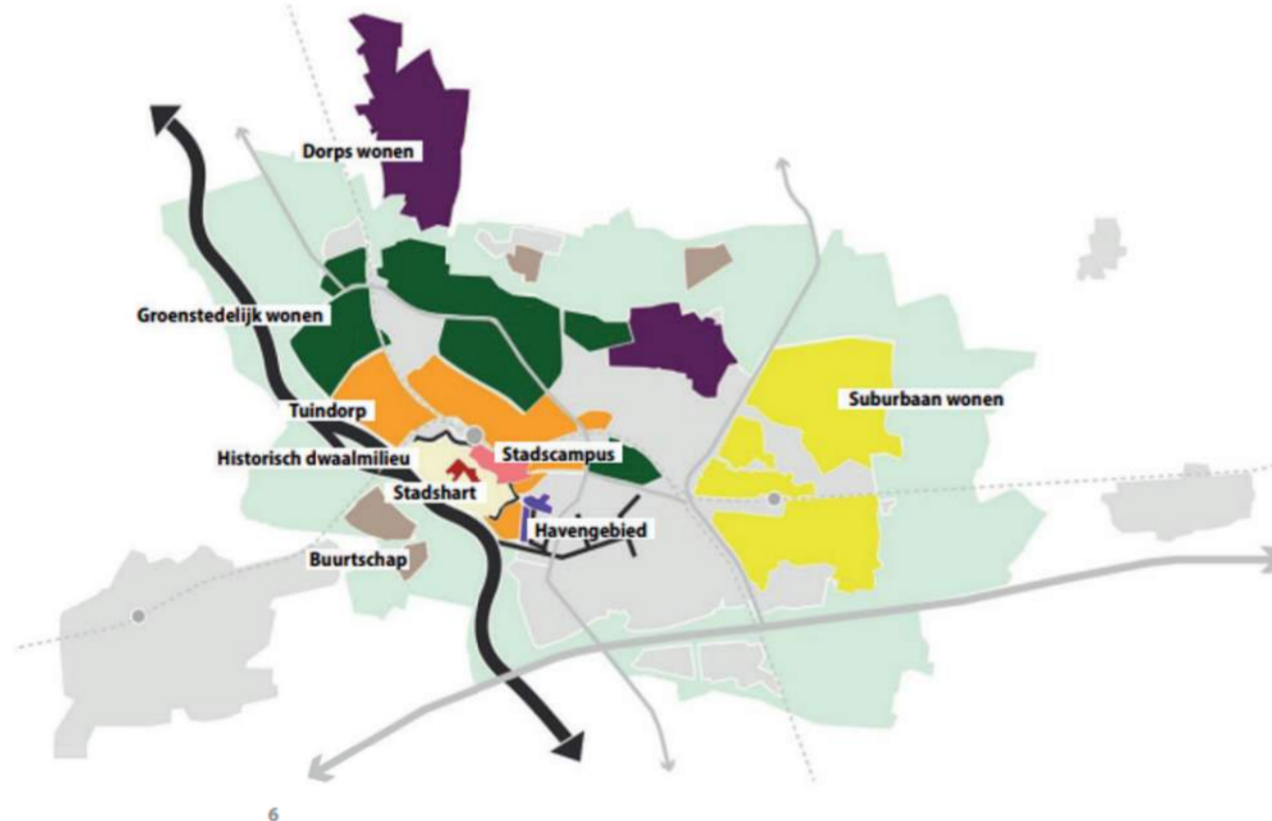 Dorps wonen
Groenstedelijk wonen
Suburbaan wonen
Tuindorp
Stadscampus
Historisch dwaalmilieu
Stadshart
Havengebied
Buurtschap
6